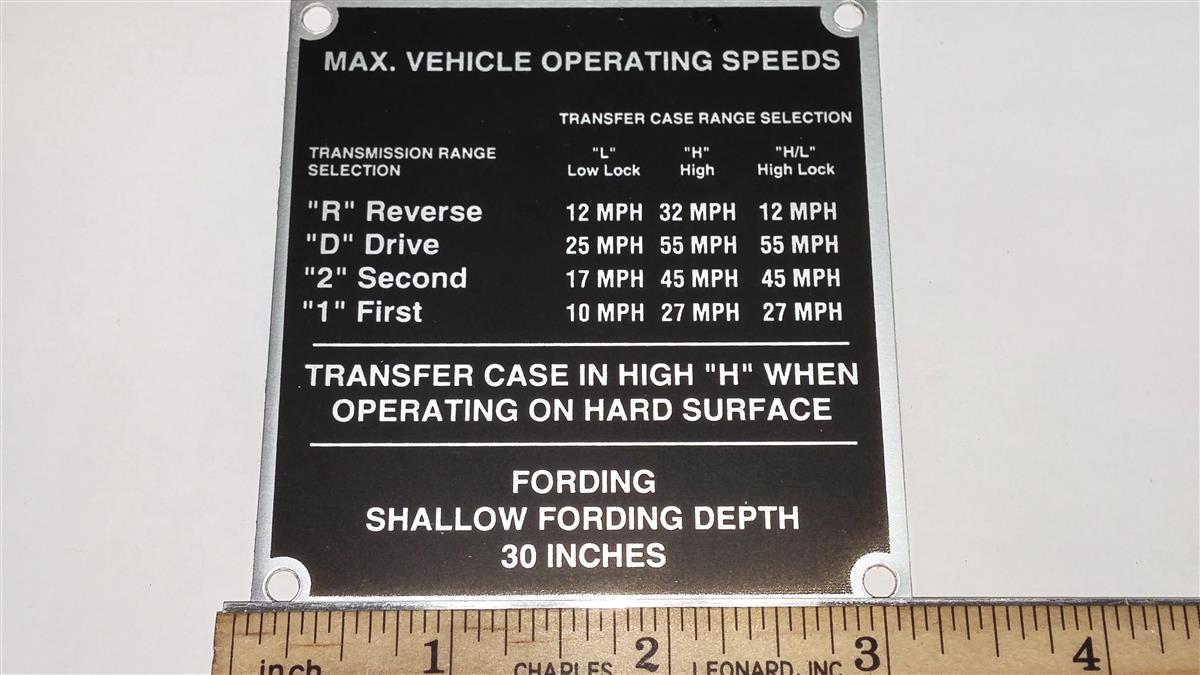 MAX. VEHICLE OPERATING SPEEDS
TRANSFER CASE RANGE SELECTION
TRANSMISSION RANGE SELECTION "L" Low Lock "H" High "H/L" High Lock
"R" Reverse 12 MPH 32 MPH 12 MPH
"D" Drive 25 MPH 55 MPH 55 MPH
"2" Second 17 MPH 45 MPH 45 MPH
"1" First 10 MPH 27 MPH 27 MPH
TRANSFER CASE IN HIGH "H" WHEN
OPERATING ON HARD SURFACE
FORDING
SHALLOW FORDING DEPTH
30 INCHES
inch 1 CHARLES 2 LEONARD, INC 3 4